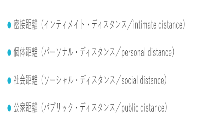 密接距離（インティメイト・ディスタンス／intimate distance）
個体距離（パーソナル・ディスタンス／personal distance）
社会距離（ソーシャル・ディスタンス／social distance）
公衆距離（パブリック・ディスタンス／public distance）